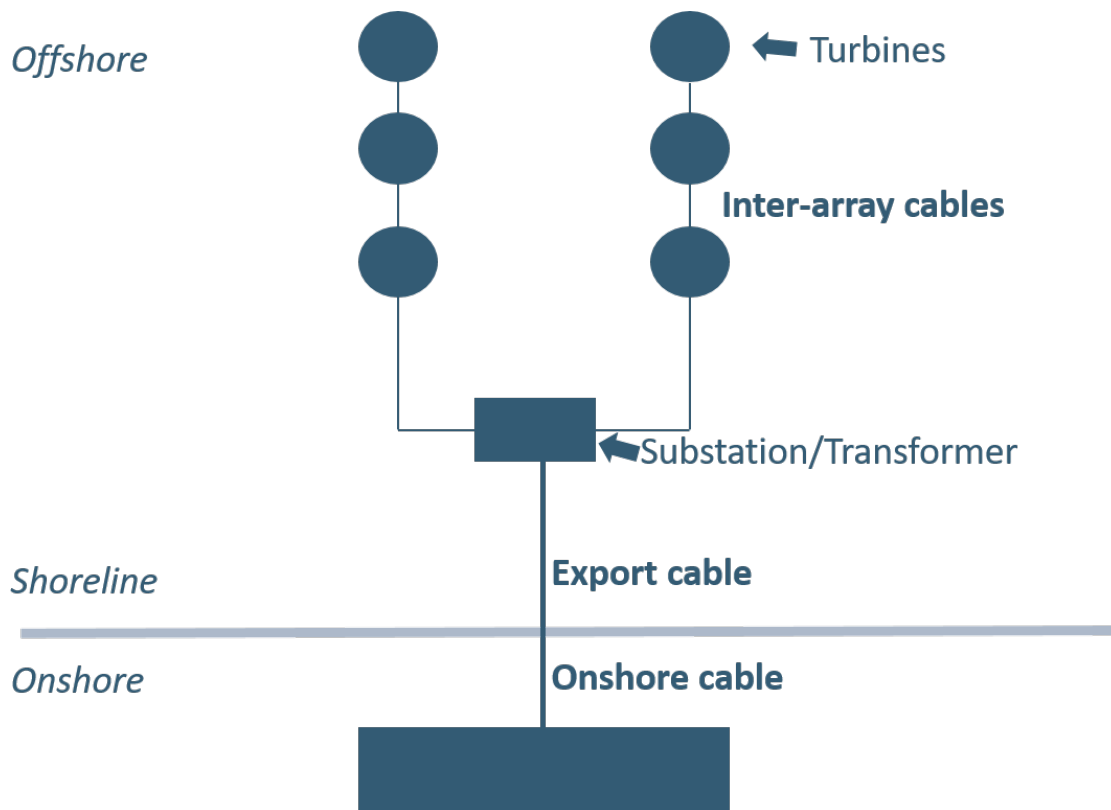 Offshore
Turbines
Inter-array cables
Substation/Transformer
Shoreline
Export cable
Onshore
Onshore cable